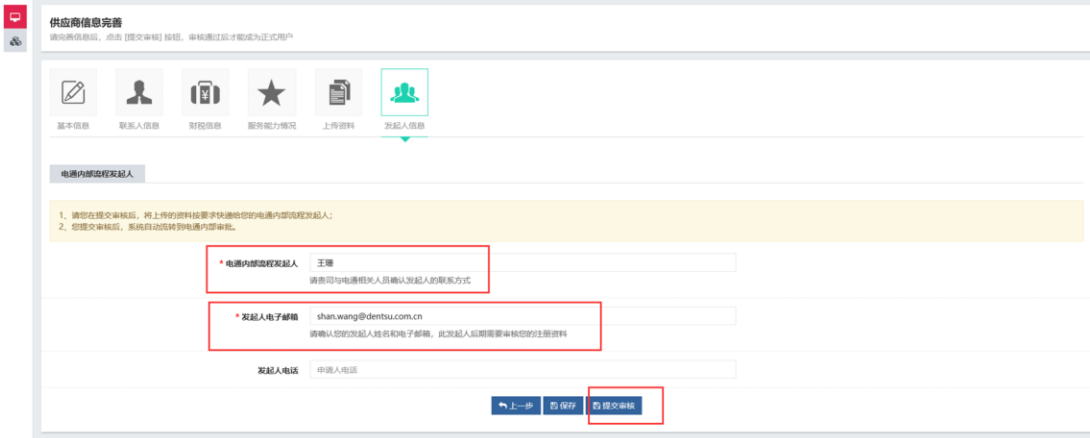 供应商信息完善
请完善信息后，点击 [提交审核] 按钮，审核通过后才能成为正式用户
基本信息 联系人信息 财税信息 服务能力情况 上传资料 发起人信息
电通内部流程发起人
1、请您在提交审核后，将上传的资料按要求快递给您的电通内部流程发起人；
2、您提交审核后，系统自动流转到电通内部审批。
* 电通内部流程发起人 王珊
请贵司与电通相关人员确认发起人的联系方式
* 发起人电子邮箱 shan.wang@dentsu.com.cn
请确认您的发起人姓名和电子邮箱，此发起人后期需要审核您的注册资料
发起人电话 申请人电话
上一步 保存 提交审核